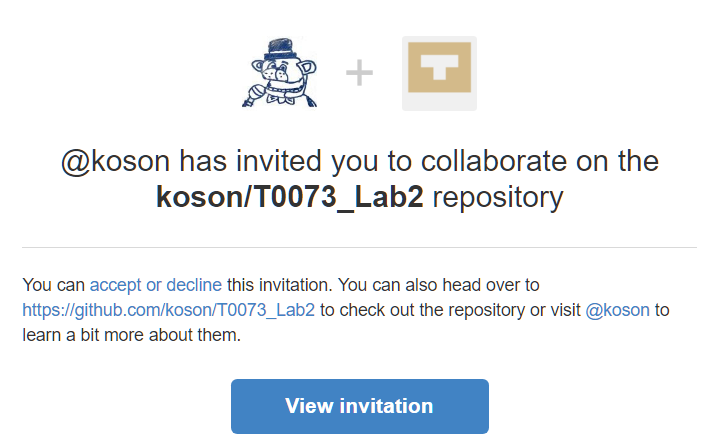 @koson has invited you to collaborate on the
koson/T0073_Lab2 repository
You can accept or decline this invitation. You can also head over to
https://github.com/koson/T0073_Lab2 to check out the repository or visit @koson to
learn a bit more about them.
View invitation